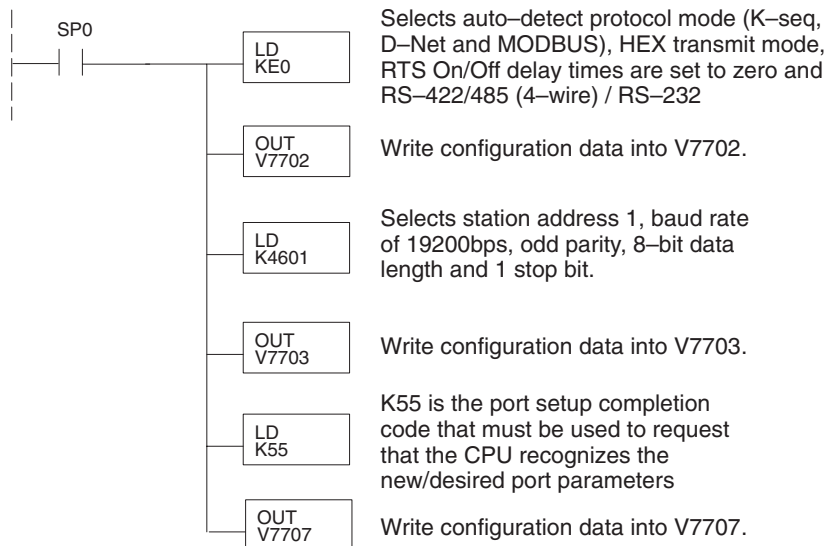 SP0
LD
KE0
Selects auto–detect protocol mode (K–seq,
D–Net and MODBUS), HEX transmit mode,
RTS On/Off delay times are set to zero and
RS–422/485 (4–wire) / RS–232
OUT
V7702
Write configuration data into V7702.
LD
K4601
Selects station address 1, baud rate
of 19200bps, odd parity, 8–bit data
length and 1 stop bit.
OUT
V7703
Write configuration data into V7703.
LD
K55
K55 is the port setup completion
code that must be used to request
that the CPU recognizes the
new/desired port parameters
OUT
V7707
Write configuration data into V7707.